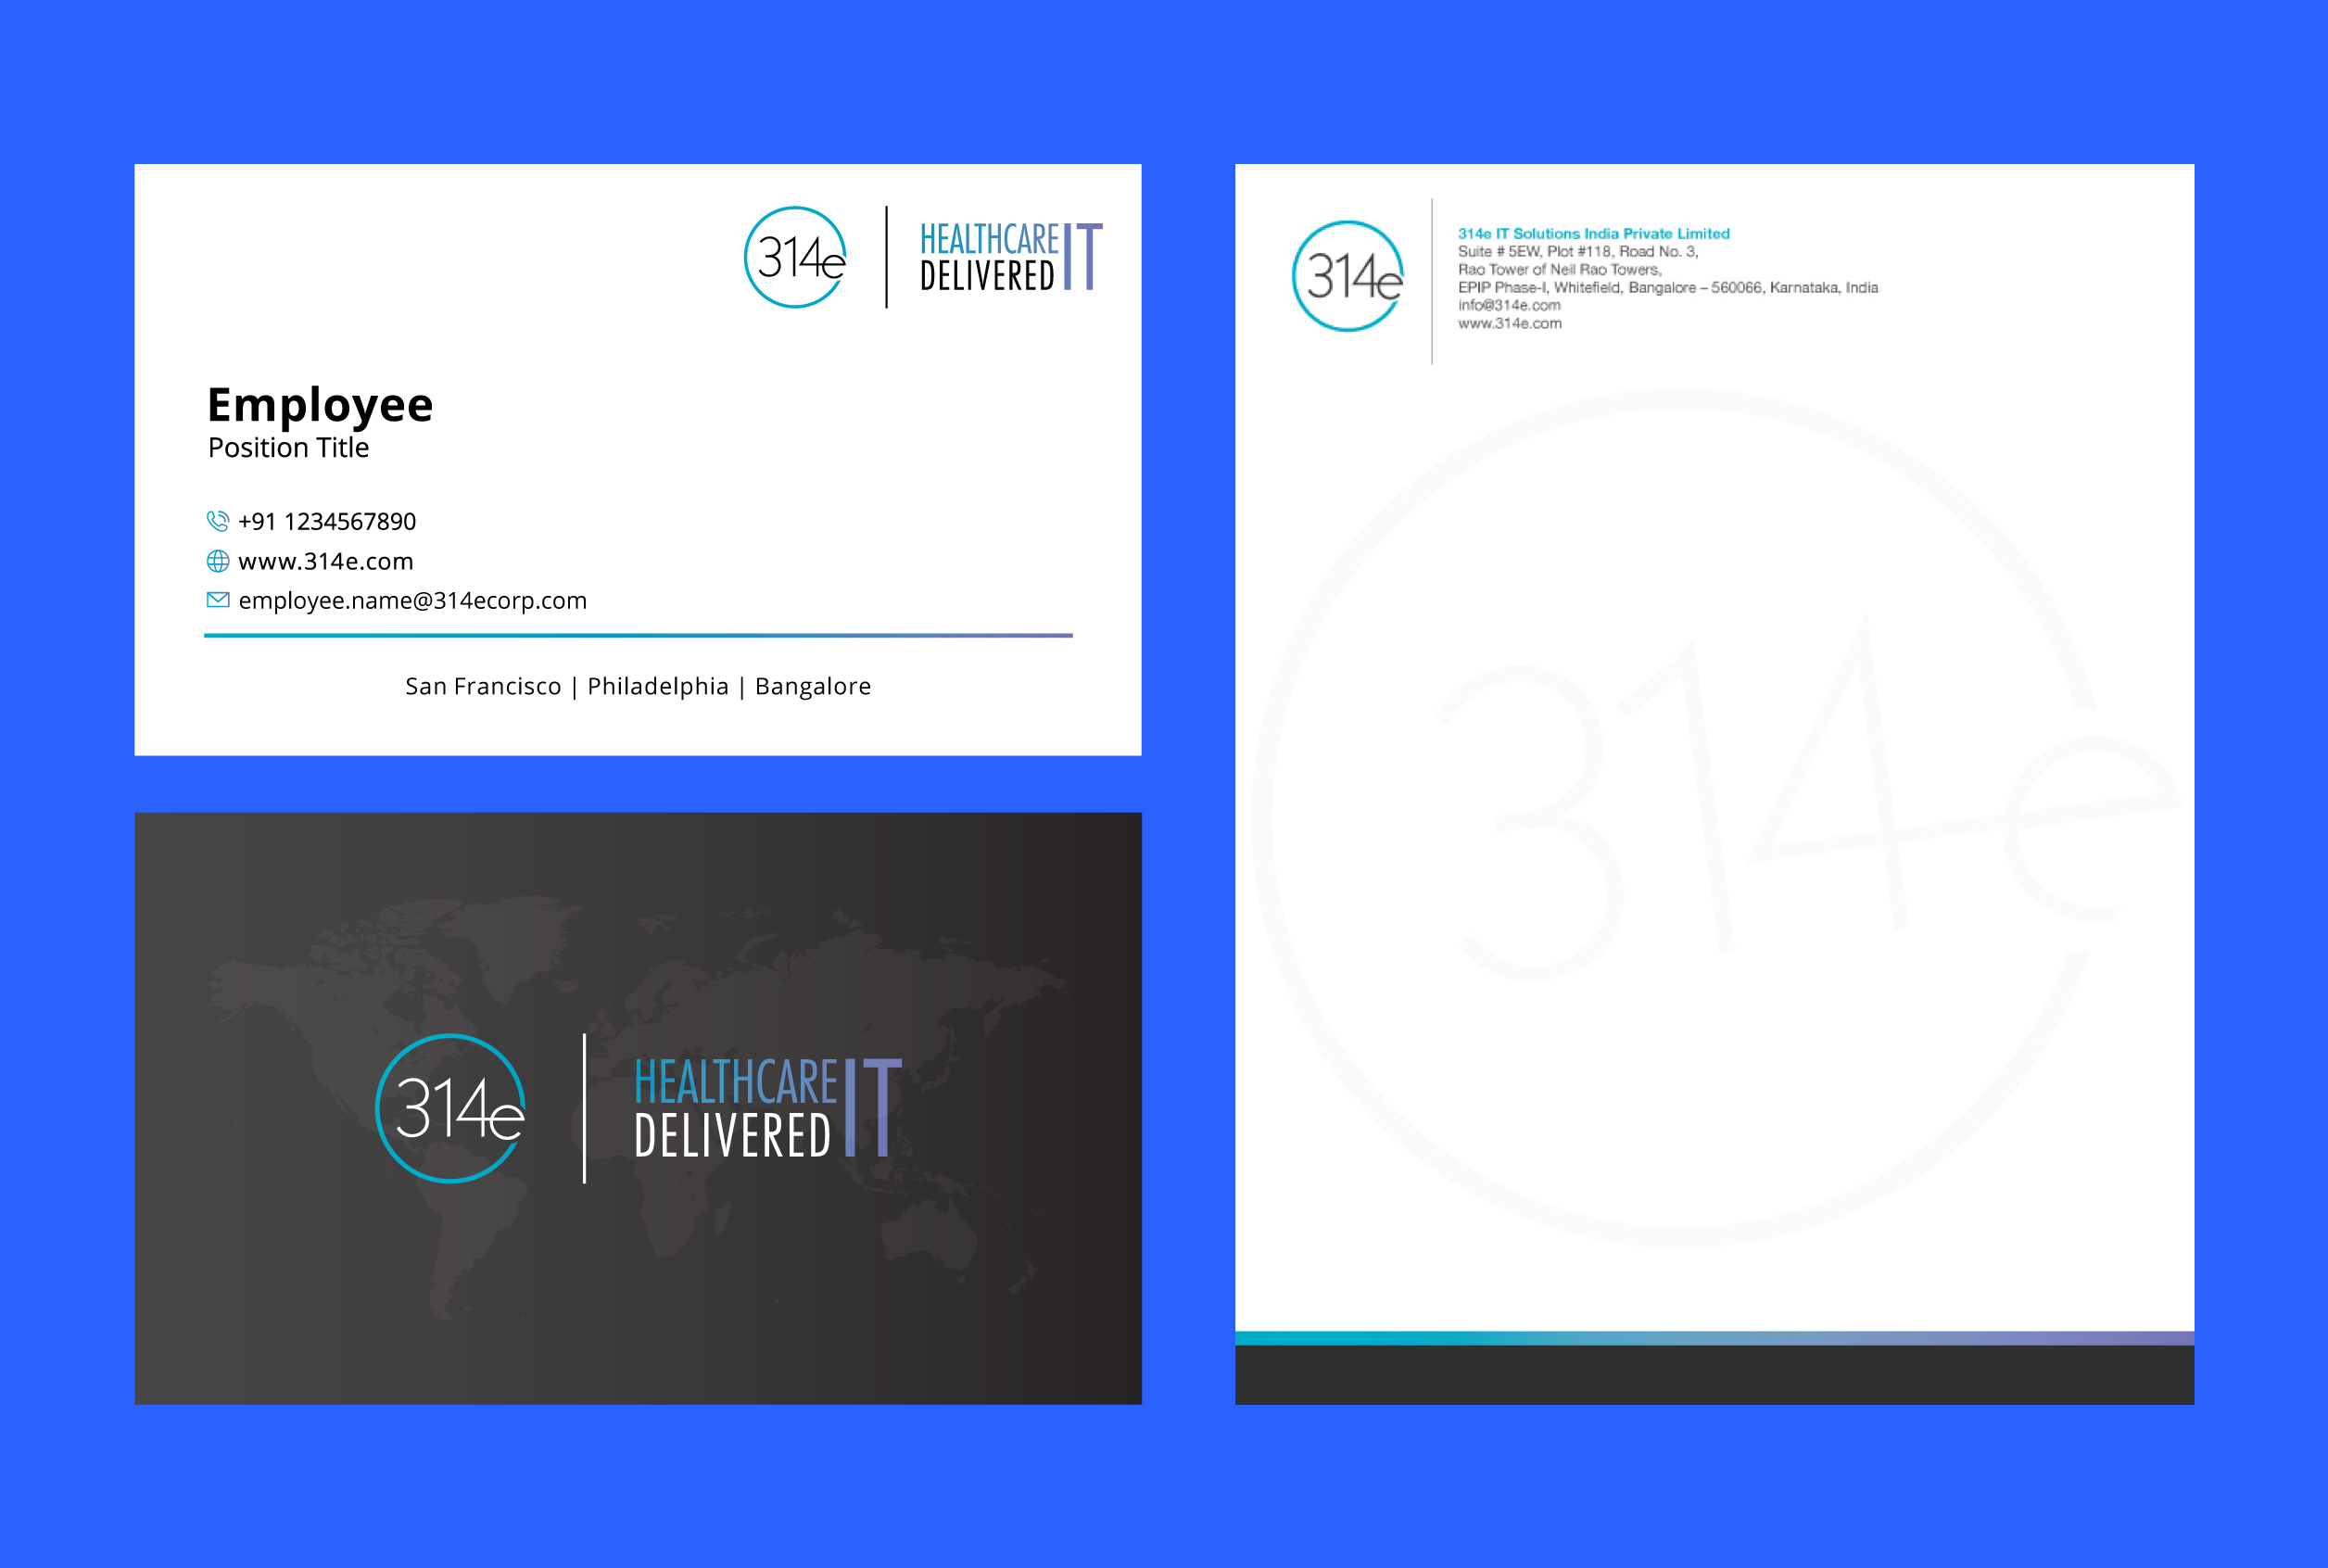 314e
HEALTHCARE IT
DELIVERED
Employee
Position Title
+91 1234567890
www.314e.com
employee.name@314ecorp.com
San Francisco | Philadelphia | Bangalore
314e
HEALTHCARE IT
DELIVERED
314e
314e IT Solutions India Private Limited
Suite # 5EW, Plot #118, Road No. 3,
Rao Tower of Neil Rao Towers,
EPIP Phase-I, Whitefield, Bangalore – 560066, Karnataka, India
info@314e.com
www.314e.com
314e